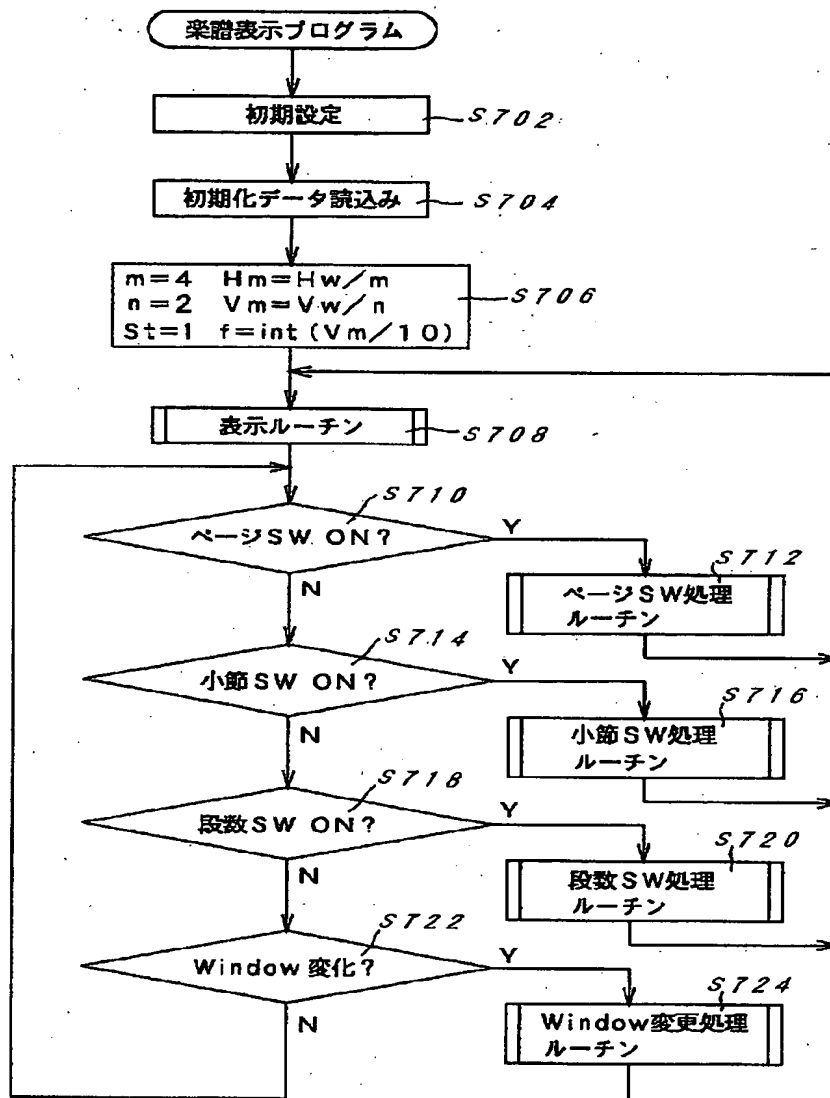 楽譜表示プログラム
初期設定
S702
初期化データ読込み
S704
m=4 Hm=Hw/m
n=2 Vm=Vw/n
St=1 f=int(Vm/10)
S706
表示ルーチン
S708
S710
ページSW ON?
Y
N
S712
ページSW処理
ルーチン
S714
小節SW ON?
Y
N
S716
小節SW処理
ルーチン
S718
段数SW ON?
Y
N
S720
段数SW処理
ルーチン
S722
Window変化?
Y
N
S724
Window変更処理
ルーチン